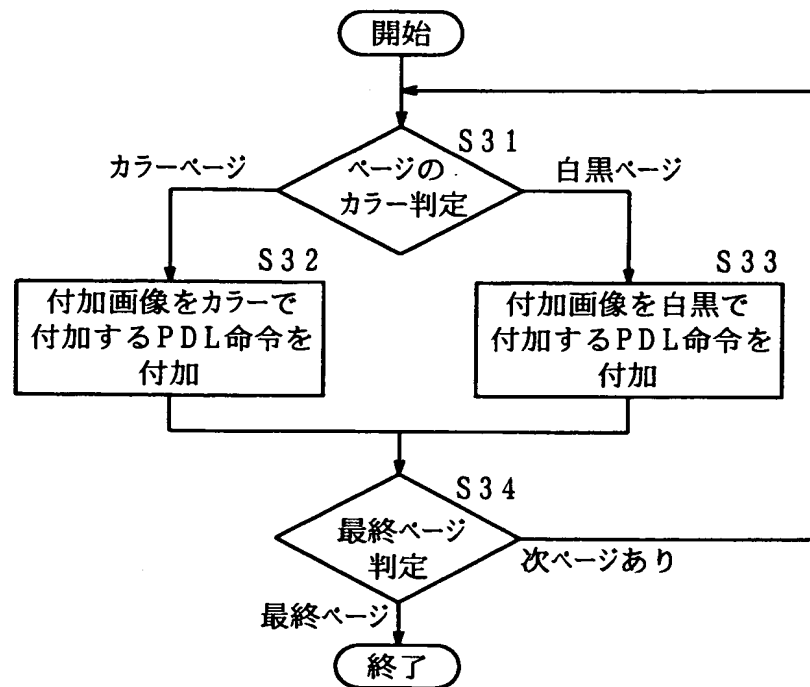 開始
S31
ページの
カラー判定
カラーページ
白黒ページ
S32
付加画像をカラーで
付加するPDL命令を
付加
S33
付加画像を白黒で
付加するPDL命令を
付加
S34
最終ページ
判定
次ページあり
最終ページ
終了